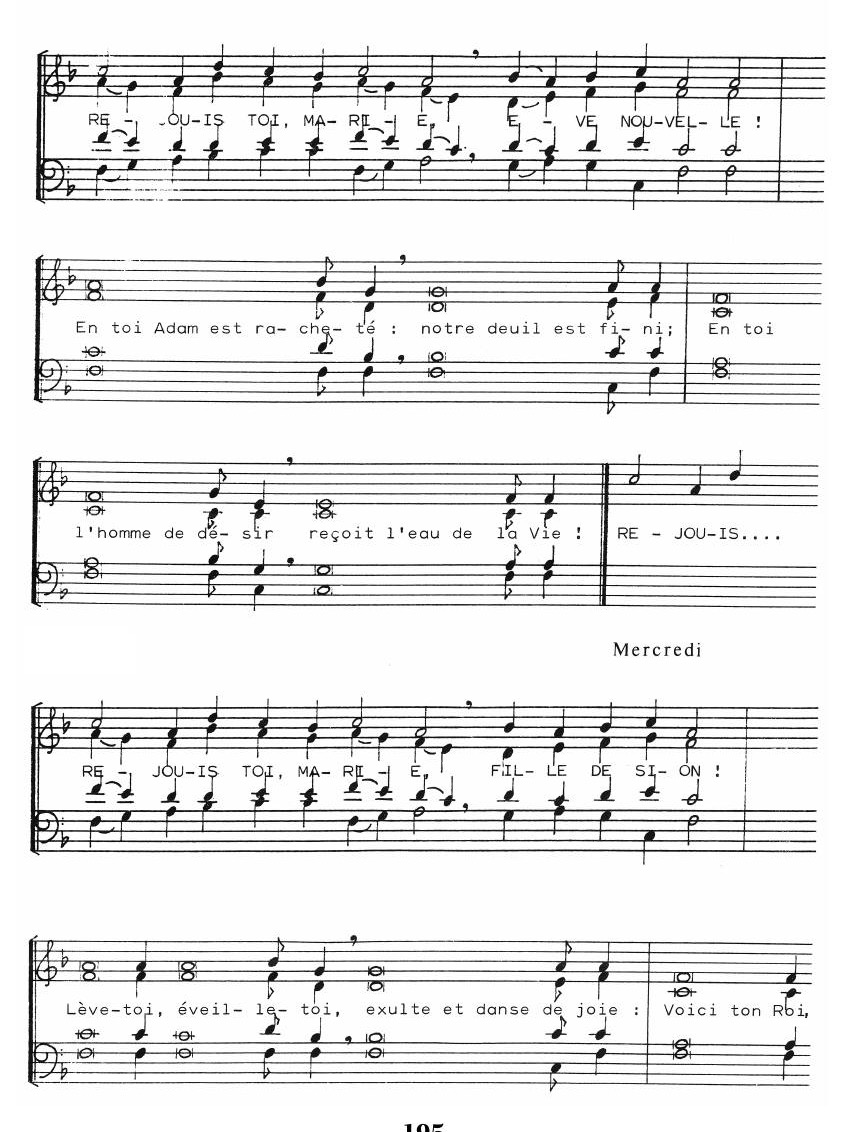 RE - JOU-IS TOI, MA- RI- E, E - VE NOU-VEL- LE !
En toi Adam est ra- che- té : notre deuil est fi- ni; En toi
l'homme de dé- sir reçoit l'eau de la Vie ! RE - JOU-IS....
Mercredi
RE - JOU-IS TOI, MA- RI- E, FIL- LE DE SI- ON !
Lève-toi, éveil- le- toi, exulte et danse de joie : Voici ton Roi,
195